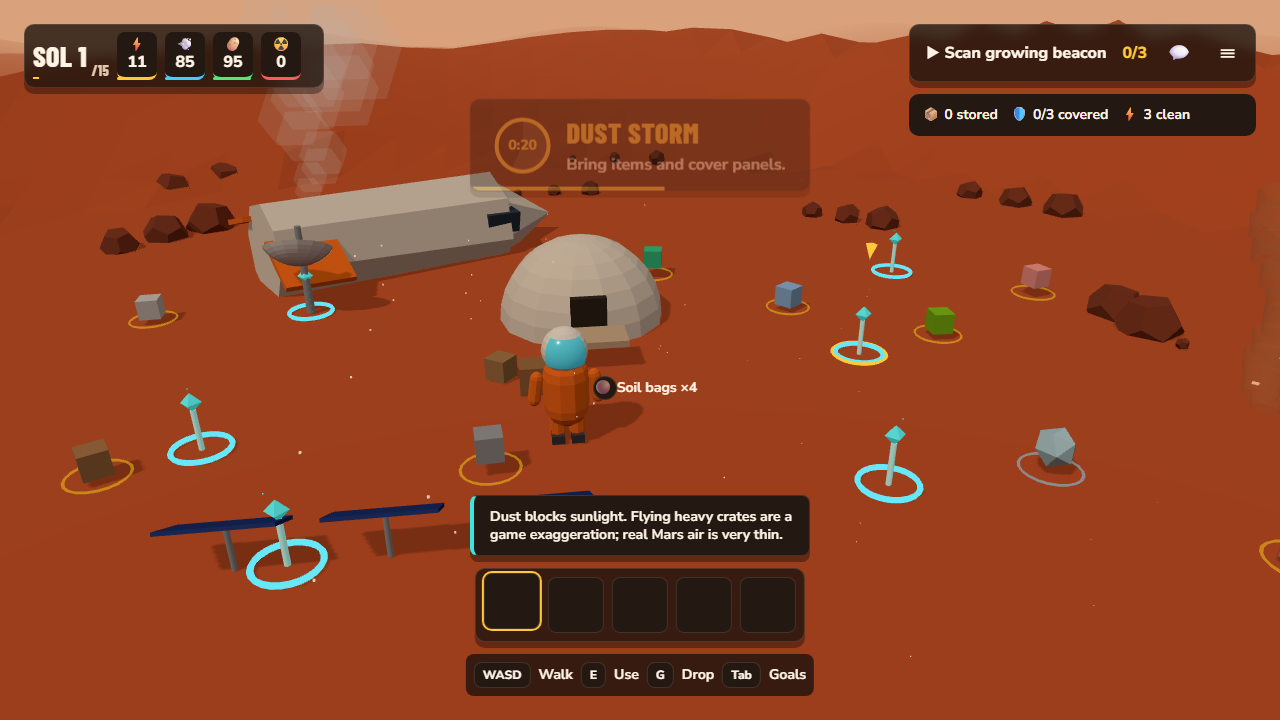 SOL 1 /15
11 85 95 0
Scan growing beacon 0/3
0 stored 0/3 covered 3 clean
0:20
DUST STORM
Bring items and cover panels.
Soil bags ×4
Dust blocks sunlight. Flying heavy crates are a
game exaggeration; real Mars air is very thin.
WASD Walk E Use G Drop Tab Goals